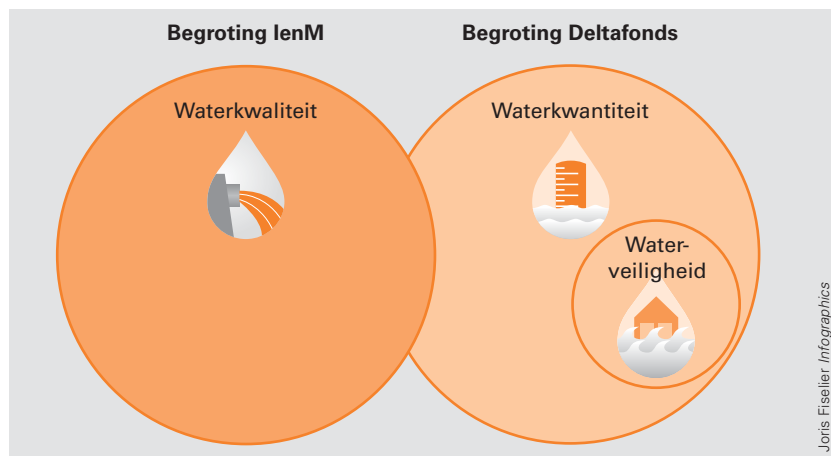 Begroting IenM
Begroting Deltafonds
Waterkwaliteit
Waterkwantiteit
Water-
veiligheid
Joris Fiselier Infographics